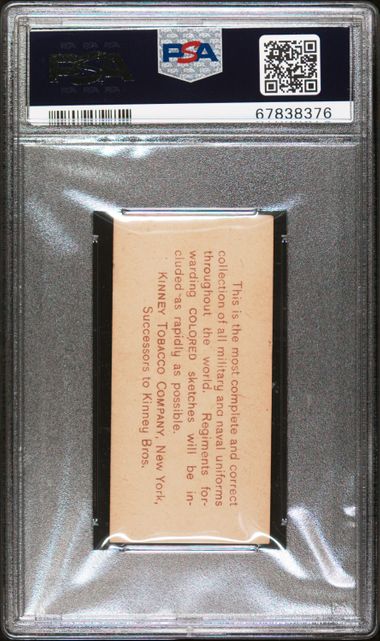 PSA
PSA
67838376
This is the most complete and correct
collection of all military and naval uniforms
throughout the world. Regiments for-
warding COLORED sketches will be in-
cluded as rapidly as possible.
KINNEY TOBACCO COMPANY, New York,
Successors to Kinney Bros.